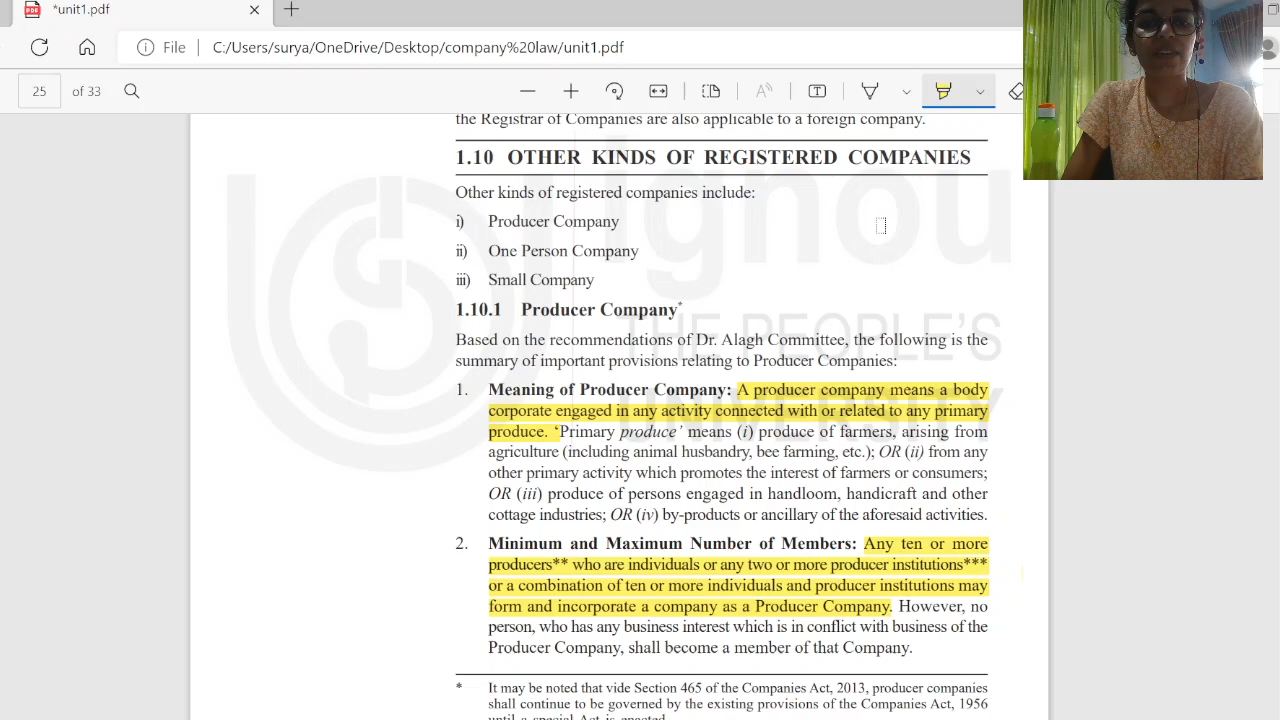 *unit1.pdf
File
C:/Users/surya/OneDrive/Desktop/company%20law/unit1.pdf
25 of 33
the Registrar of Companies are also applicable to a foreign company.
1.10 OTHER KINDS OF REGISTERED COMPANIES
Other kinds of registered companies include:
i) Producer Company
ii) One Person Company
iii) Small Company
1.10.1 Producer Company*
Based on the recommendations of Dr. Alagh Committee, the following is the
summary of important provisions relating to Producer Companies:
1. Meaning of Producer Company: A producer company means a body
corporate engaged in any activity connected with or related to any primary
produce. ‘Primary produce’ means (i) produce of farmers, arising from
agriculture (including animal husbandry, bee farming, etc.); OR (ii) from any
other primary activity which promotes the interest of farmers or consumers;
OR (iii) produce of persons engaged in handloom, handicraft and other
cottage industries; OR (iv) by-products or ancillary of the aforesaid activities.
2. Minimum and Maximum Number of Members: Any ten or more
producers** who are individuals or any two or more producer institutions***
or a combination of ten or more individuals and producer institutions may
form and incorporate a company as a Producer Company. However, no
person, who has any business interest which is in conflict with business of the
Producer Company, shall become a member of that Company.
* It may be noted that vide Section 465 of the Companies Act, 2013, producer companies
shall continue to be governed by the existing provisions of the Companies Act, 1956
until a special Act is enacted
ignou
THE PEOPLE'S
UNIVERSITY